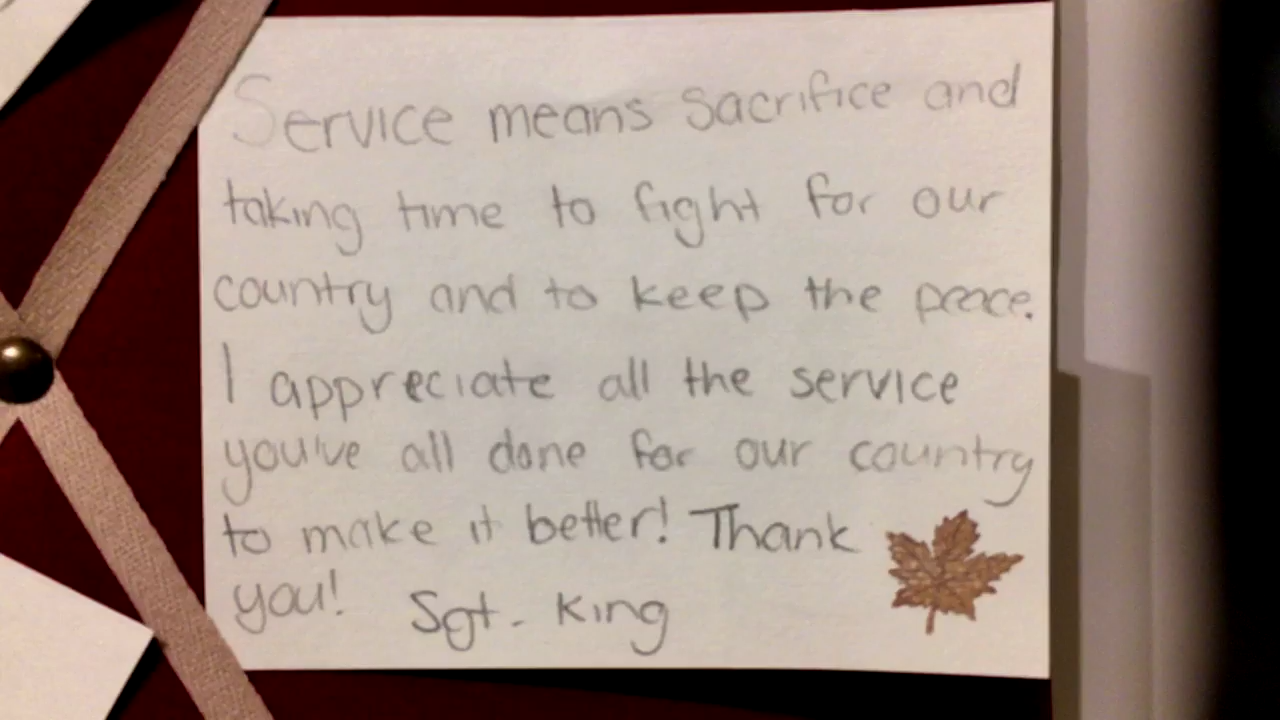 Service means sacrifice and
taking time to fight for our
country and to keep the peace.
I appreciate all the service
you've all done for our country
to make it better! Thank
you! Sgt. King